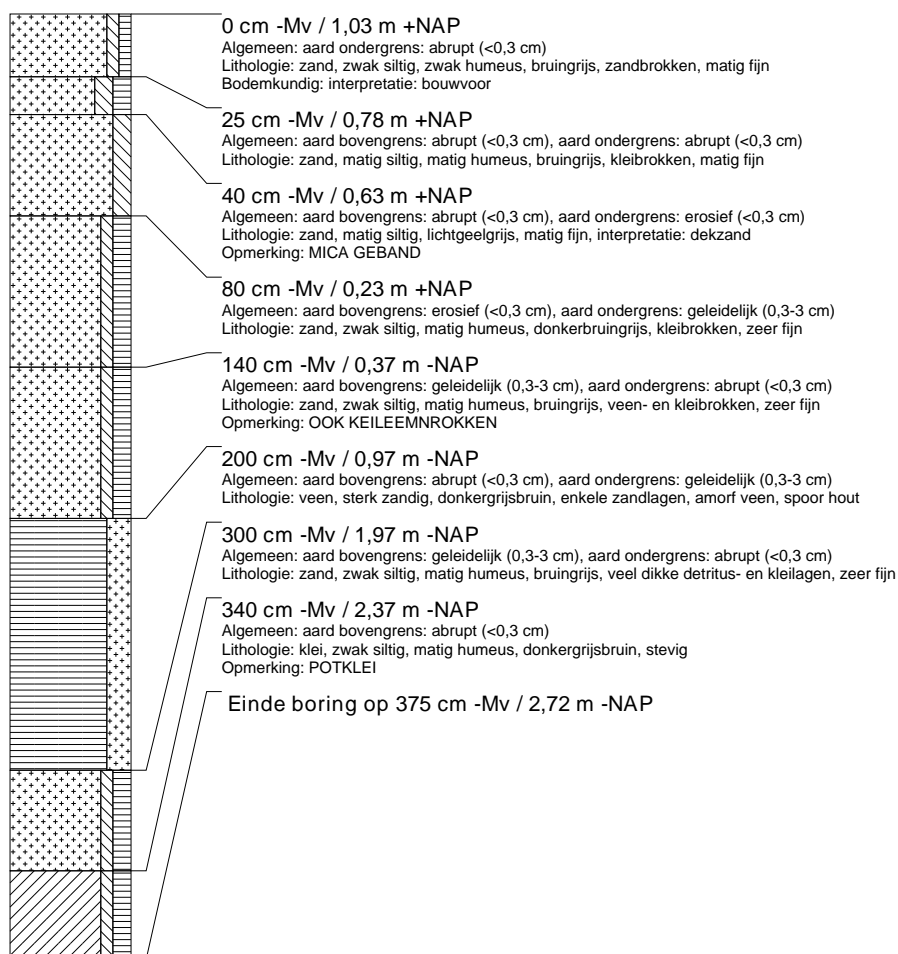 0 cm -Mv / 1,03 m +NAP
Algemeen: aard ondergrens: abrupt (<0,3 cm)
Lithologie: zand, zwak siltig, zwak humeus, bruingrijs, zandbrokken, matig fijn
Bodemkundig: interpretatie: bouwvoor
25 cm -Mv / 0,78 m +NAP
Algemeen: aard bovengrens: abrupt (<0,3 cm), aard ondergrens: abrupt (<0,3 cm)
Lithologie: zand, matig siltig, matig humeus, bruingrijs, kleibrokken, matig fijn
40 cm -Mv / 0,63 m +NAP
Algemeen: aard bovengrens: abrupt (<0,3 cm), aard ondergrens: erosief (<0,3 cm)
Lithologie: zand, matig siltig, lichtgeelgrijs, matig fijn, interpretatie: dekzand
Opmerking: MICA GEBAND
80 cm -Mv / 0,23 m +NAP
Algemeen: aard bovengrens: erosief (<0,3 cm), aard ondergrens: geleidelijk (0,3-3 cm)
Lithologie: zand, zwak siltig, matig humeus, donkerbruingrijs, kleibrokken, zeer fijn
140 cm -Mv / 0,37 m -NAP
Algemeen: aard bovengrens: geleidelijk (0,3-3 cm), aard ondergrens: abrupt (<0,3 cm)
Lithologie: zand, zwak siltig, matig humeus, bruingrijs, veen- en kleibrokken, zeer fijn
Opmerking: OOK KEILEEMNROKKEN
200 cm -Mv / 0,97 m -NAP
Algemeen: aard bovengrens: abrupt (<0,3 cm), aard ondergrens: geleidelijk (0,3-3 cm)
Lithologie: veen, sterk zandig, donkergrijsbruin, enkele zandlagen, amorf veen, spoor hout
300 cm -Mv / 1,97 m -NAP
Algemeen: aard bovengrens: geleidelijk (0,3-3 cm), aard ondergrens: abrupt (<0,3 cm)
Lithologie: zand, zwak siltig, matig humeus, bruingrijs, veel dikke detritus- en kleilagen, zeer fijn
340 cm -Mv / 2,37 m -NAP
Algemeen: aard bovengrens: abrupt (<0,3 cm)
Lithologie: klei, zwak siltig, matig humeus, donkergrijsbruin, stevig
Opmerking: POTKLEI
Einde boring op 375 cm -Mv / 2,72 m -NAP